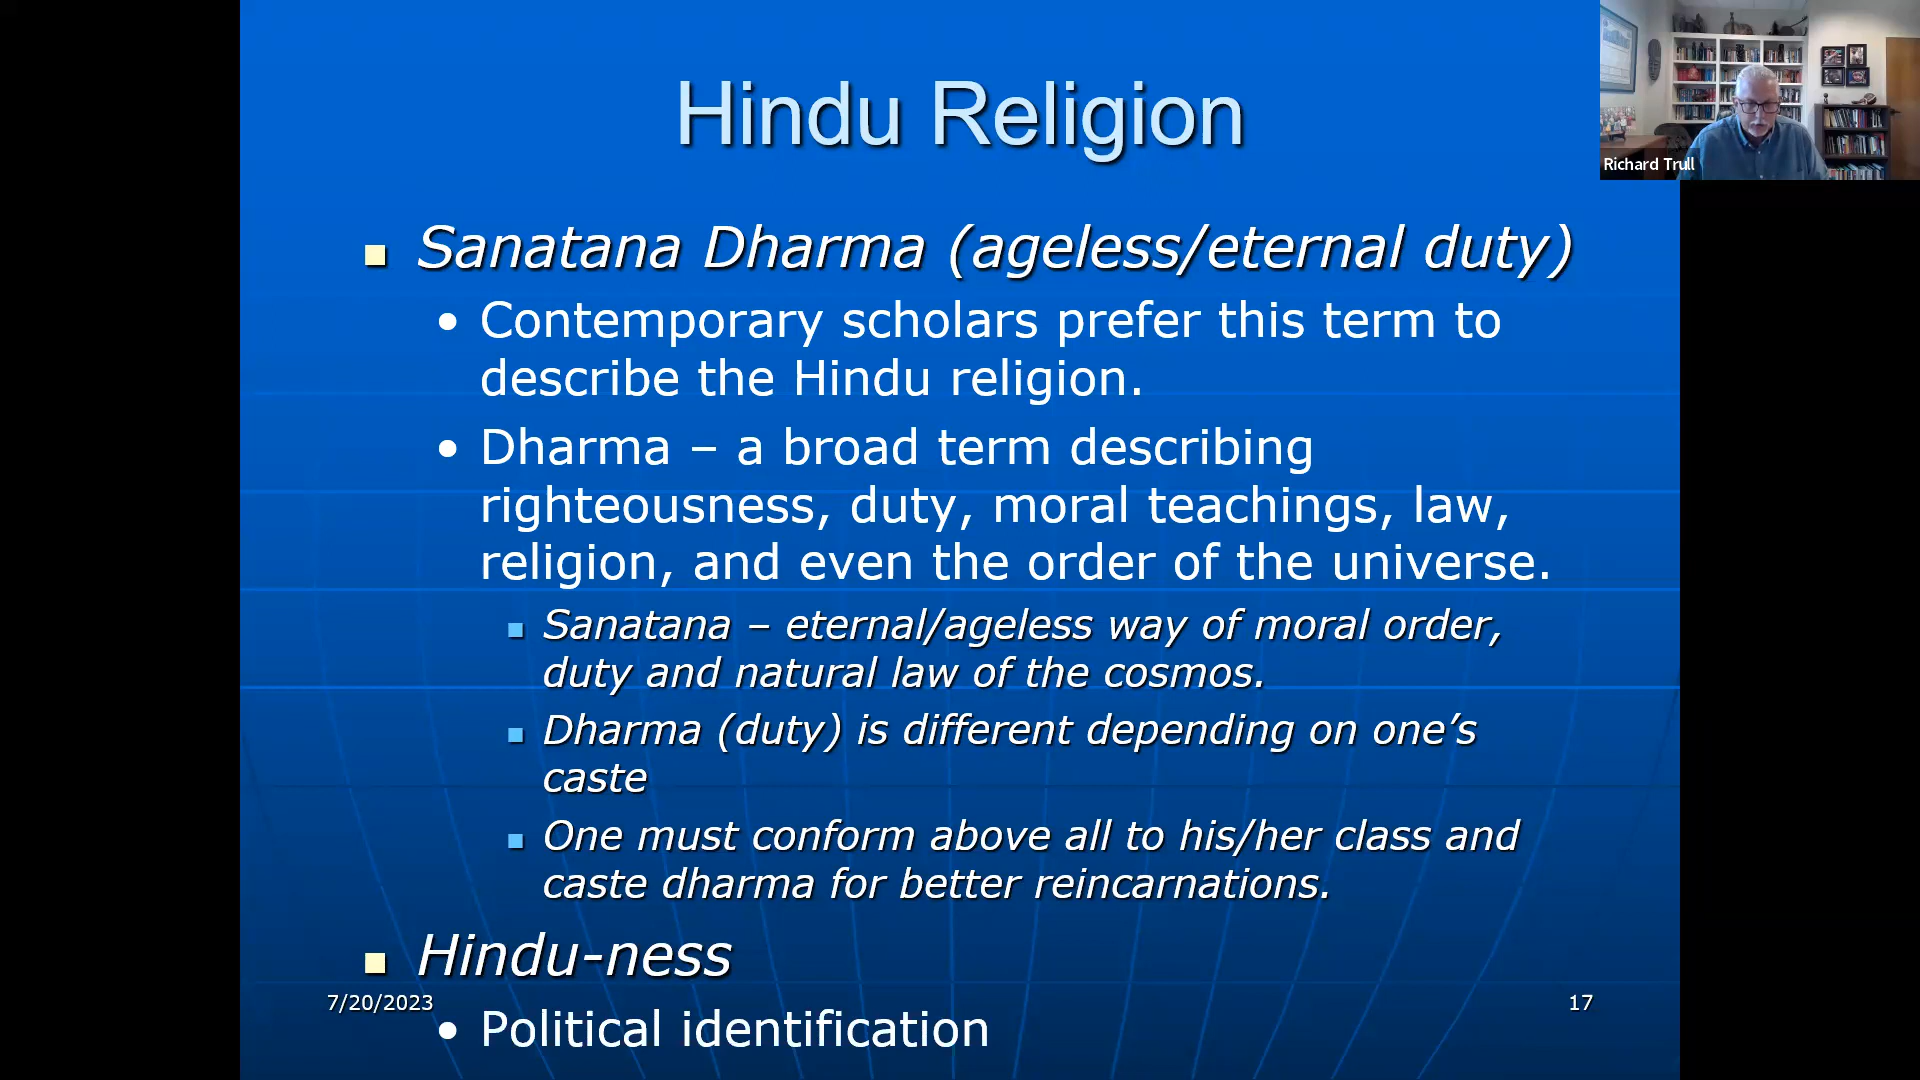 Hindu Religion
Richard Trull
Sanatana Dharma (ageless/eternal duty)
• Contemporary scholars prefer this term to
describe the Hindu religion.
• Dharma – a broad term describing
righteousness, duty, moral teachings, law,
religion, and even the order of the universe.
Sanatana – eternal/ageless way of moral order,
duty and natural law of the cosmos.
Dharma (duty) is different depending on one’s
caste
One must conform above all to his/her class and
caste dharma for better reincarnations.
Hindu-ness
• Political identification
7/20/2023
17